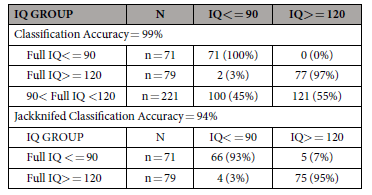 IQ GROUP N IQ<=90 IQ>=120
Classification Accuracy=99%
Full IQ<=90 n=71 71 (100%) 0 (0%)
Full IQ>=120 n=79 2 (3%) 77 (97%)
90< Full IQ <120 n=221 100 (45%) 121 (55%)
Jackknifed Classification Accuracy=94%
IQ GROUP N IQ<=90 IQ>=120
Full IQ <=90 n=71 66 (93%) 5 (7%)
Full IQ>=120 n=79 4 (3%) 75 (95%)